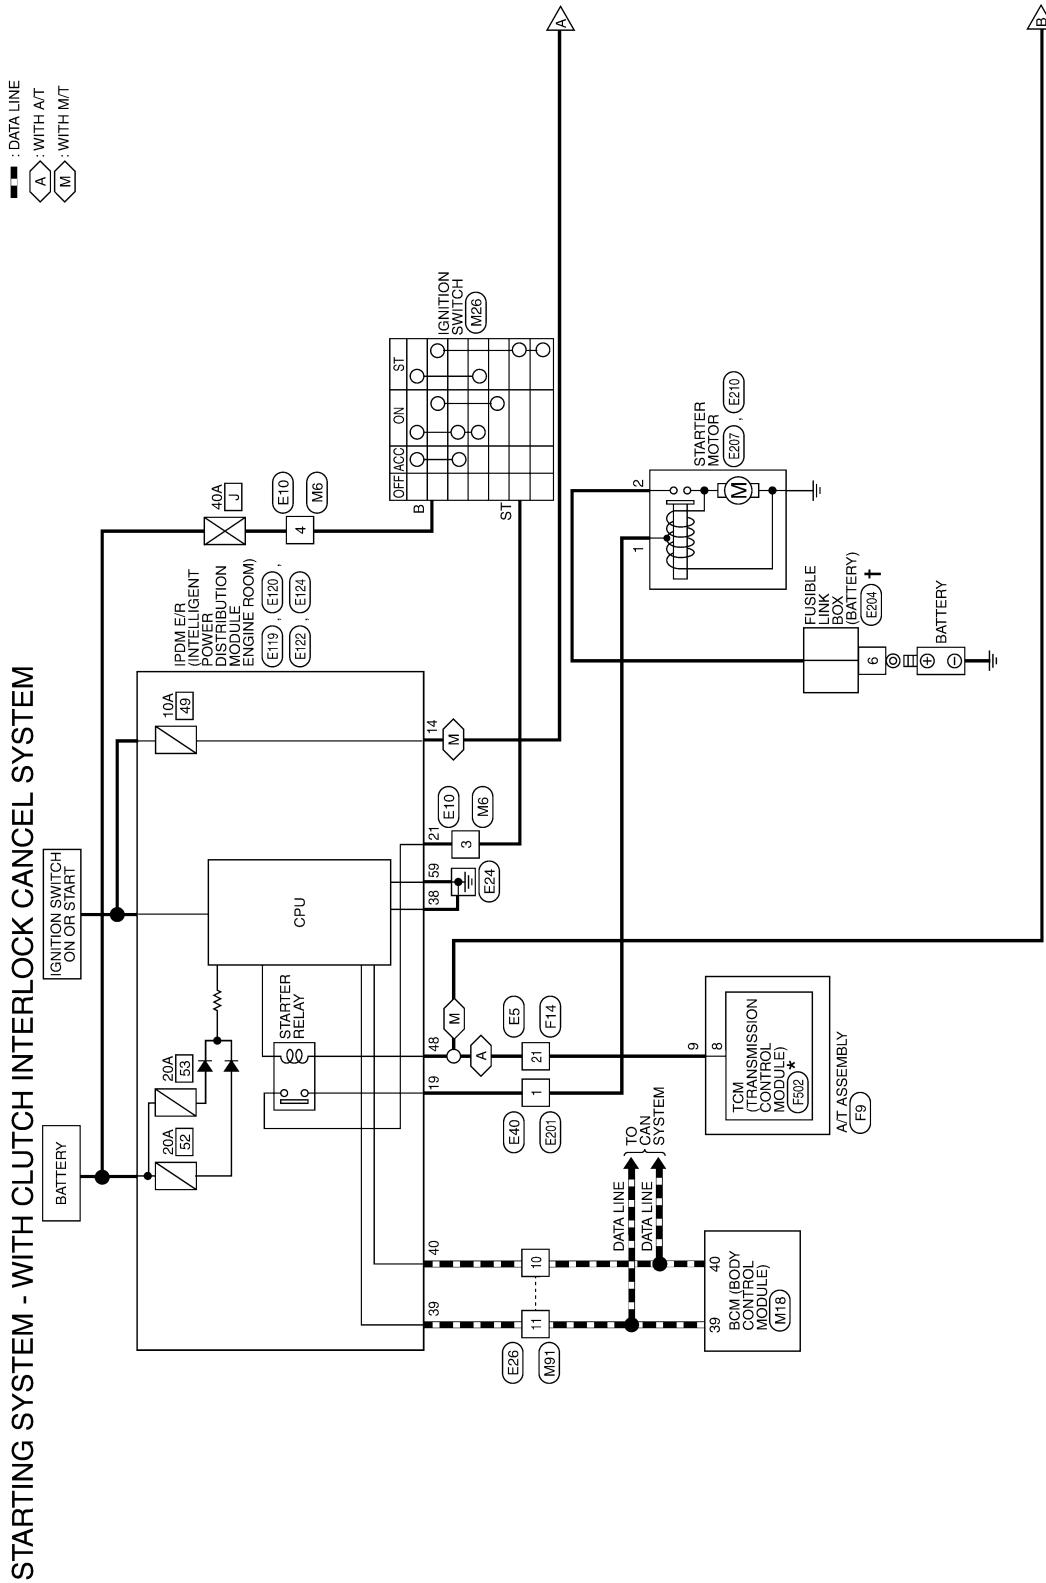 STARTING SYSTEM - WITH CLUTCH INTERLOCK CANCEL SYSTEM
: DATA LINE
A : WITH A/T
M : WITH M/T
BATTERY
IGNITION SWITCH
ON OR START
20A
52
20A
53
10A
49
40A
J
E10
M6
4
IPDM E/R
(INTELLIGENT
POWER
DISTRIBUTION
MODULE
ENGINE ROOM)
E119 , E120 ,
E122 , E124
CPU
STARTER
RELAY
OFF ACC ON ST
B
ST
IGNITION
SWITCH
M26
39
40
19
48
38
59
21
14
E26
M91
11
10
E40
E201
1
A
M
E5
F14
21
E24
E10
M6
3
M
A
B
DATA LINE
DATA LINE
TO
CAN
SYSTEM
39
40
BCM (BODY
CONTROL
MODULE)
M18
9
8
TCM
(TRANSMISSION
CONTROL
MODULE) *
F502
A/T ASSEMBLY
F9
1
2
M
STARTER
MOTOR
E207 , E210
FUSIBLE
LINK
BOX
(BATTERY)
E204 †
6
+
−
BATTERY